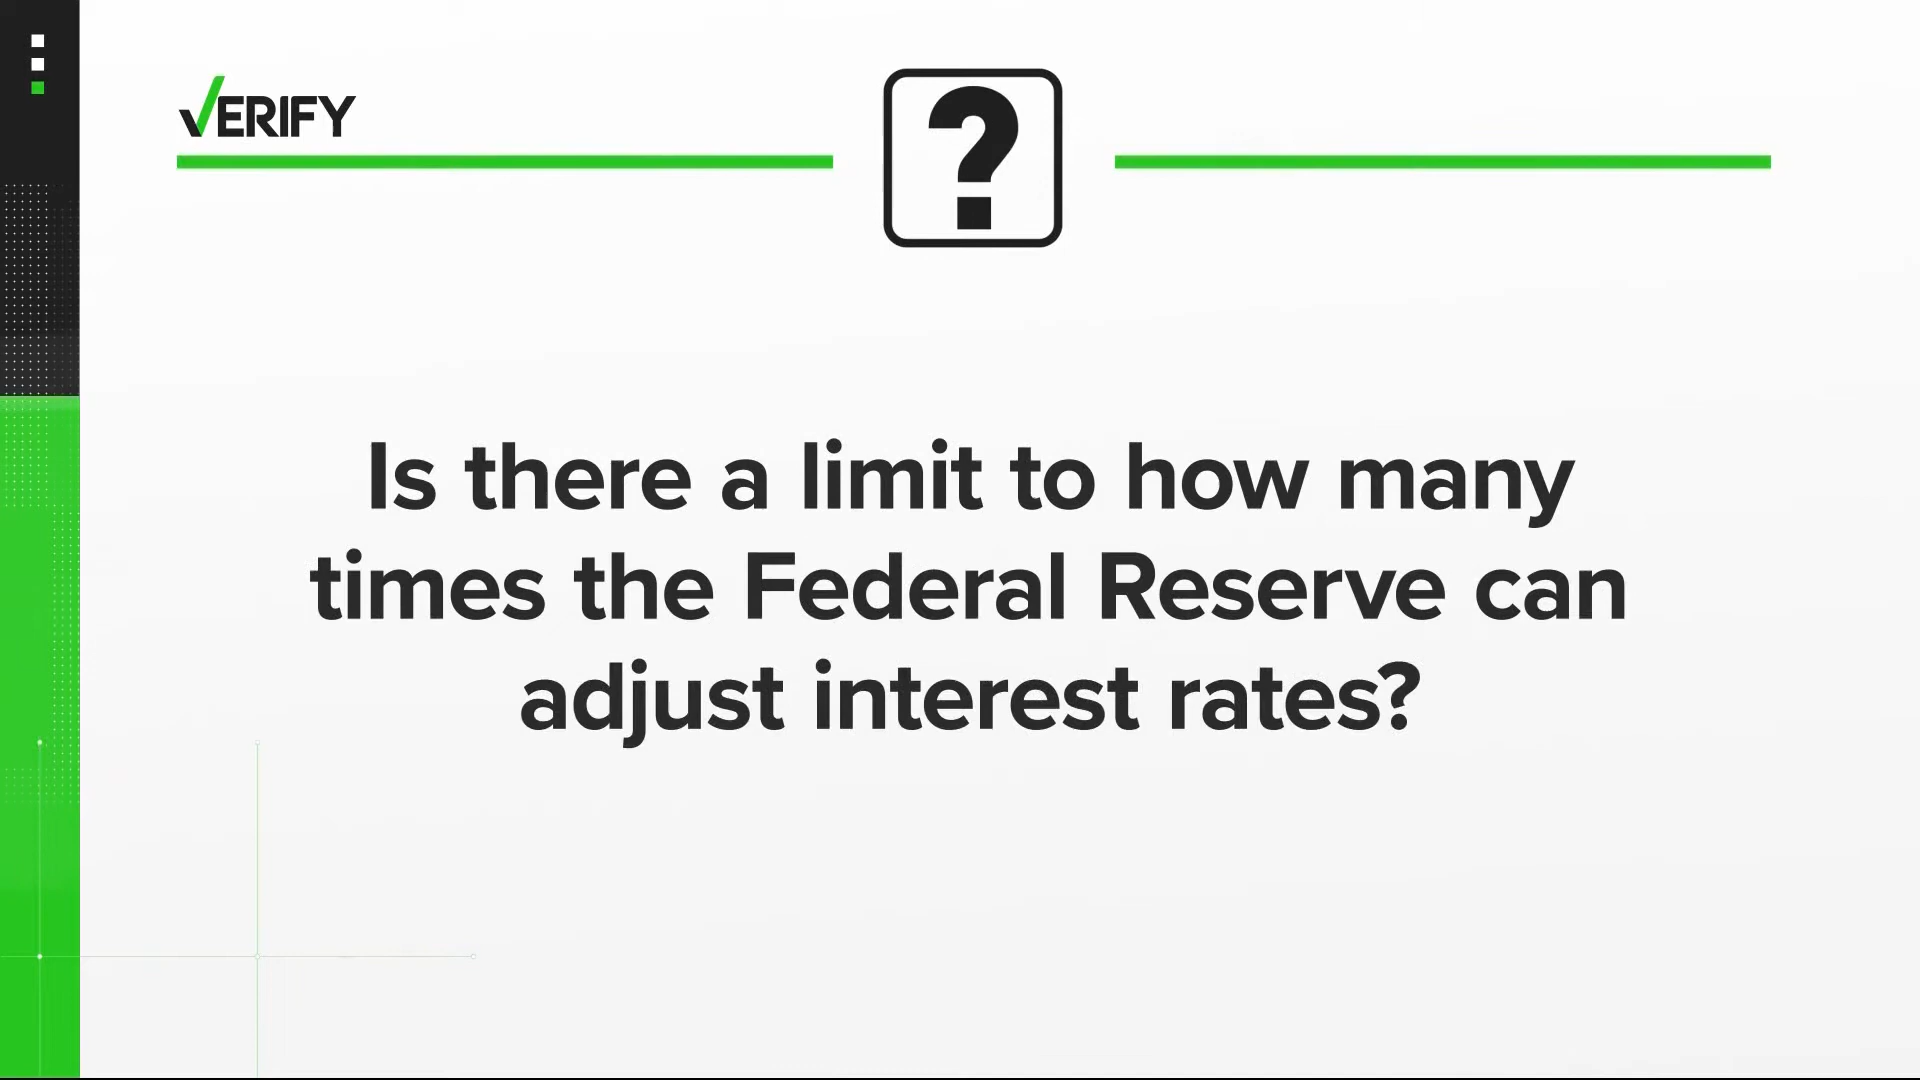 VERIFY
?
Is there a limit to how many
times the Federal Reserve can
adjust interest rates?